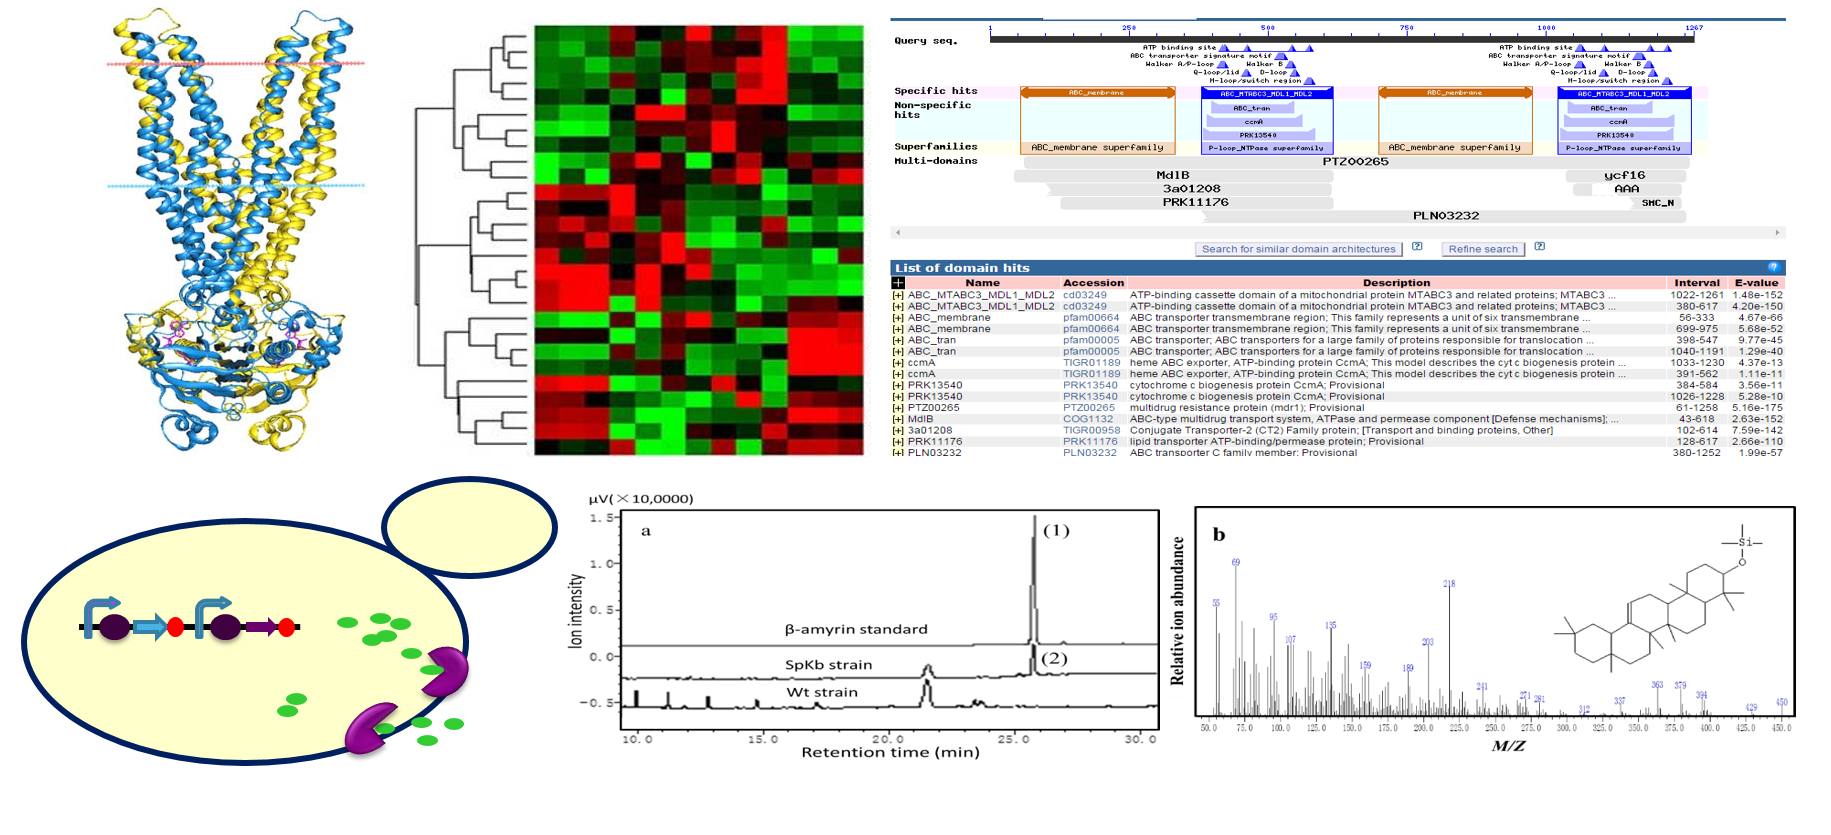 1 250 500 750 1000 1267
Query seq.
ATP binding site ATP binding site
ABC transporter signature motif ABC transporter signature motif
Walker A/P-loop Walker B Walker A/P-loop Walker B
Q-loop/lid D-loop Q-loop/lid D-loop
H-loop/switch region H-loop/switch region
Specific hits ABC_membrane ABC_MTABC3_MDL1_MDL2 ABC_membrane ABC_MTABC3_MDL1_MDL2
Non-specific ABC_tran ABC_tran
hits ccmA ccmA
PRK13540 PRK13540
Superfamilies ABC_membrane superfamily P-loop_NTPase superfamily ABC_membrane superfamily P-loop_NTPase superfamily
Multi-domains PTZ00265
MdlB ycf16
3a01208 AAA
PRK11176 SMC_N
PLN03232
Search for similar domain architectures ? Refine search ?
List of domain hits ?
+ Name Accession Description Interval E-value
[+] ABC_MTABC3_MDL1_MDL2 cd03249 ATP-binding cassette domain of a mitochondrial protein MTABC3 and related proteins; MTABC3 ... 1022-1261 1.48e-152
[+] ABC_MTABC3_MDL1_MDL2 cd03249 ATP-binding cassette domain of a mitochondrial protein MTABC3 and related proteins; MTABC3 ... 380-617 4.20e-150
[+] ABC_membrane pfam00664 ABC transporter transmembrane region; This family represents a unit of six transmembrane ... 56-333 4.67e-66
[+] ABC_membrane pfam00664 ABC transporter transmembrane region; This family represents a unit of six transmembrane ... 699-975 5.68e-52
[+] ABC_tran pfam00005 ABC transporter; ABC transporters for a large family of proteins responsible for translocation ... 398-547 9.77e-45
[+] ABC_tran pfam00005 ABC transporter; ABC transporters for a large family of proteins responsible for translocation ... 1040-1191 1.29e-40
[+] ccmA TIGR01189 heme ABC exporter, ATP-binding protein CcmA; This model describes the cyt c biogenesis protein ... 1033-1230 4.37e-13
[+] ccmA TIGR01189 heme ABC exporter, ATP-binding protein CcmA; This model describes the cyt c biogenesis protein ... 391-562 1.11e-11
[+] PRK13540 PRK13540 cytochrome c biogenesis protein CcmA; Provisional 384-584 3.56e-11
[+] PRK13540 PRK13540 cytochrome c biogenesis protein CcmA; Provisional 1026-1228 5.28e-10
[+] PTZ00265 PTZ00265 multidrug resistance protein (mdr1); Provisional 61-1258 5.16e-175
[+] MdlB COG1132 ABC-type multidrug transport system, ATPase and permease component [Defense mechanisms]; ... 43-618 2.63e-152
[+] 3a01208 TIGR00958 Conjugate Transporter-2 (CT2) Family protein; [Transport and binding proteins, Other] 102-614 7.59e-142
[+] PRK11176 PRK11176 lipid transporter ATP-binding/permease protein; Provisional 128-617 2.66e-110
[+] PLN03232 PLN03232 ABC transporter C family member; Provisional 380-1252 1.99e-57
μV(×10,0000)
1.5
a
(1)
1.0
0.5
β-amyrin standard
0.0
(2)
SpKb strain
Wt strain
-0.5
Ion intensity
10.0 15.0 20.0 25.0 30.0
Retention time (min)
b
Relative ion abundance
Si
O
69
218
55
95
135
107
203
159
189
241
271
281
312
337
363
379
394
429
450
50.0 75.0 100.0 125.0 150.0 175.0 200.0 225.0 250.0 275.0 300.0 325.0 350.0 375.0 400.0 425.0 450.0
M/Z